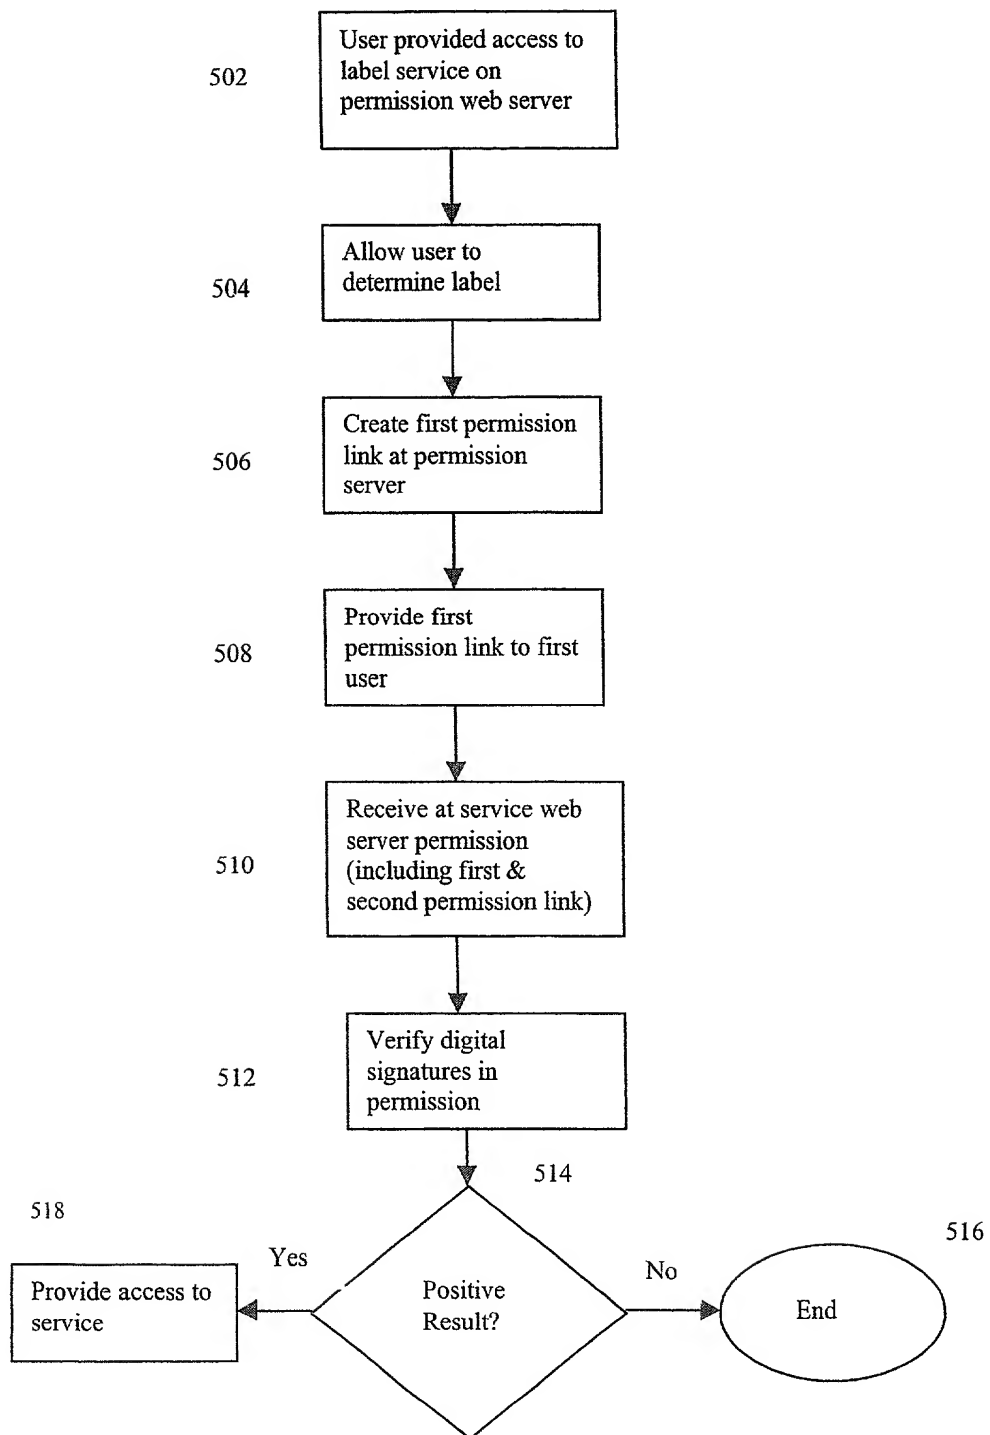 502
User provided access to
label service on
permission web server
504
Allow user to
determine label
506
Create first permission
link at permission
server
508
Provide first
permission link to first
user
510
Receive at service web
server permission
(including first &
second permission link)
512
Verify digital
signatures in
permission
514
518
516
Yes
No
Provide access to
service
Positive
Result?
End